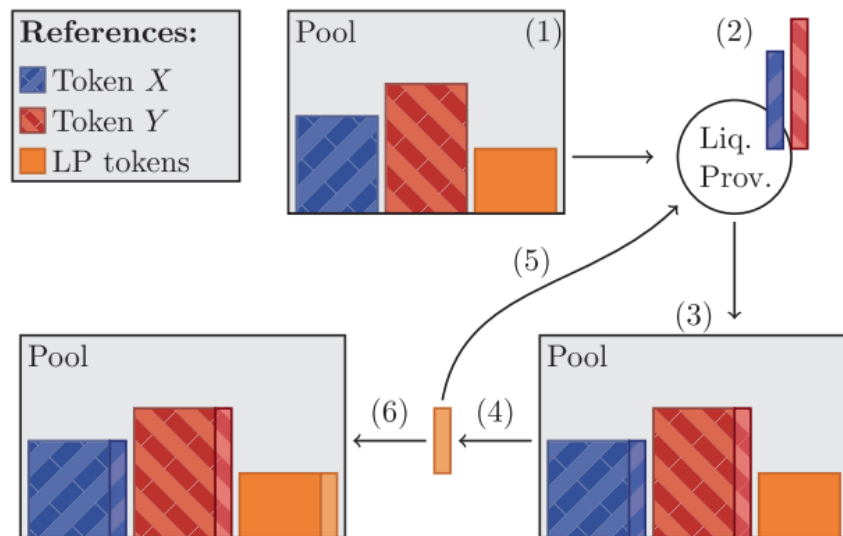 References:
Token X
Token Y
LP tokens
Pool
(1)
(2)
Liq.
Prov.
(5)
(3)
Pool
(6)
(4)
Pool